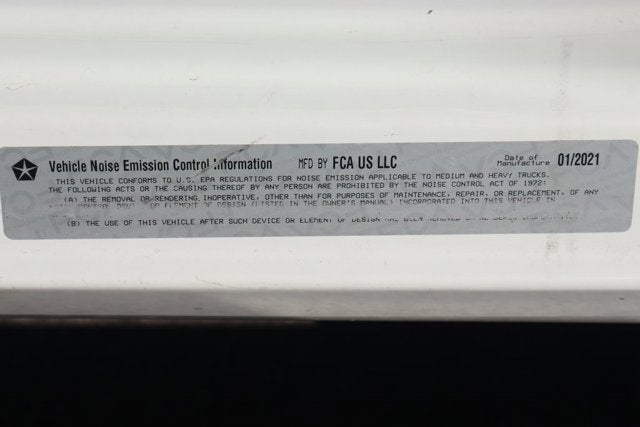 Vehicle Noise Emission Control Information MFD BY FCA US LLC Date of Manufacture 01/2021
THIS VEHICLE CONFORMS TO U.S. EPA REGULATIONS FOR NOISE EMISSION APPLICABLE TO MEDIUM AND HEAVY TRUCKS.
THE FOLLOWING ACTS OR THE CAUSING THEREOF BY ANY PERSON ARE PROHIBITED BY THE NOISE CONTROL ACT OF 1972:
(A) THE REMOVAL OR RENDERING INOPERATIVE, OTHER THAN FOR PURPOSES OF MAINTENANCE, REPAIR, OR REPLACEMENT, OF ANY
OR ELEMENT OF DESIGN (LISTED IN THE OWNER'S MANUAL) INCORPORATED INTO THIS VEHICLE IN
(B) THE USE OF THIS VEHICLE AFTER SUCH DEVICE OR ELEMENT OF DESIGN HAS BEEN REMOVED